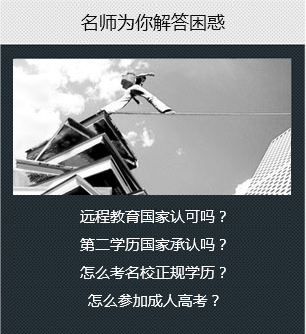 名师为你解答困惑
远程教育国家认可吗？
第二学历国家承认吗？
怎么考名校正规学历？
怎么参加成人高考？